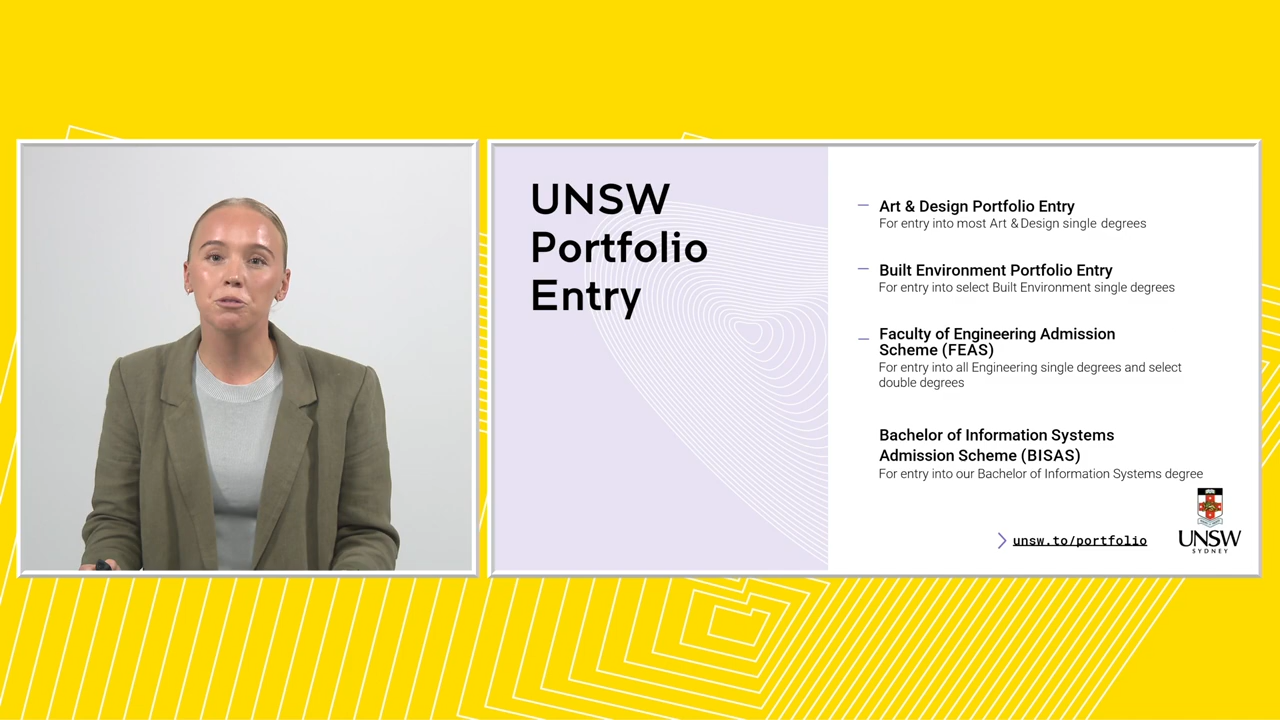 UNSW
Portfolio
Entry
Art & Design Portfolio Entry
For entry into most Art & Design single degrees
Built Environment Portfolio Entry
For entry into select Built Environment single degrees
Faculty of Engineering Admission
Scheme (FEAS)
For entry into all Engineering single degrees and select
double degrees
Bachelor of Information Systems
Admission Scheme (BISAS)
For entry into our Bachelor of Information Systems degree
unsw.to/portfolio
UNSW
SYDNEY